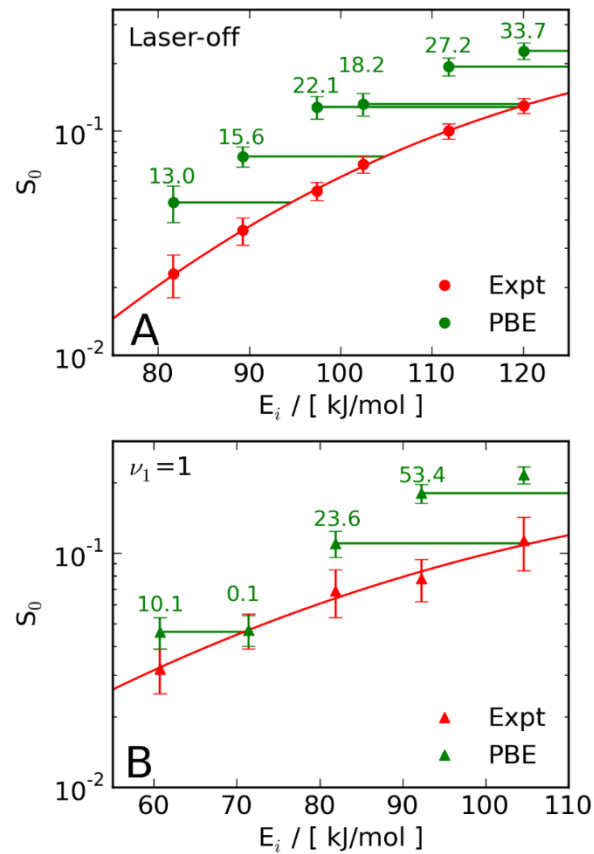 Laser-off
33.7
27.2
18.2
22.1
15.6
13.0
10⁻¹
S₀
Expt
PBE
A
10⁻²
80 90 100 110 120
Eᵢ / [ kJ/mol ]
ν₁=1
53.4
23.6
10.1 0.1
10⁻¹
S₀
Expt
PBE
B
10⁻²
60 70 80 90 100 110
Eᵢ / [ kJ/mol ]